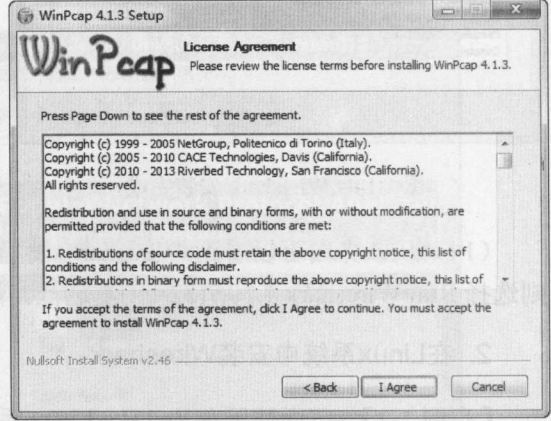 WinPcap 4.1.3 Setup
WinPcap
License Agreement
Please review the license terms before installing WinPcap 4.1.3.
Press Page Down to see the rest of the agreement.
Copyright (c) 1999 - 2005 NetGroup, Politecnico di Torino (Italy).
Copyright (c) 2005 - 2010 CACE Technologies, Davis (California).
Copyright (c) 2010 - 2013 Riverbed Technology, San Francisco (California).
All rights reserved.
Redistribution and use in source and binary forms, with or without modification, are
permitted provided that the following conditions are met:
1. Redistributions of source code must retain the above copyright notice, this list of
conditions and the following disclaimer.
2. Redistributions in binary form must reproduce the above copyright notice, this list of
If you accept the terms of the agreement, click I Agree to continue. You must accept the
agreement to install WinPcap 4.1.3.
Nullsoft Install System v2.46
< Back
I Agree
Cancel